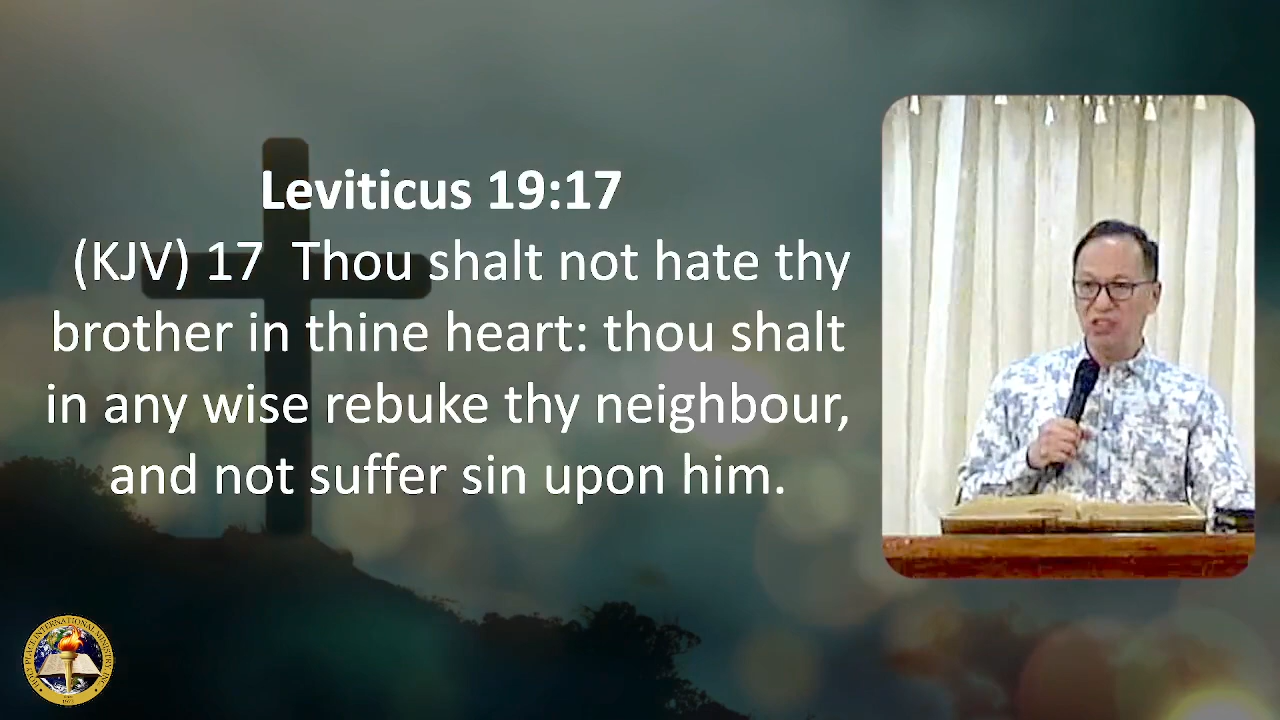 Leviticus 19:17
(KJV) 17 Thou shalt not hate thy
brother in thine heart: thou shalt
in any wise rebuke thy neighbour,
and not suffer sin upon him.